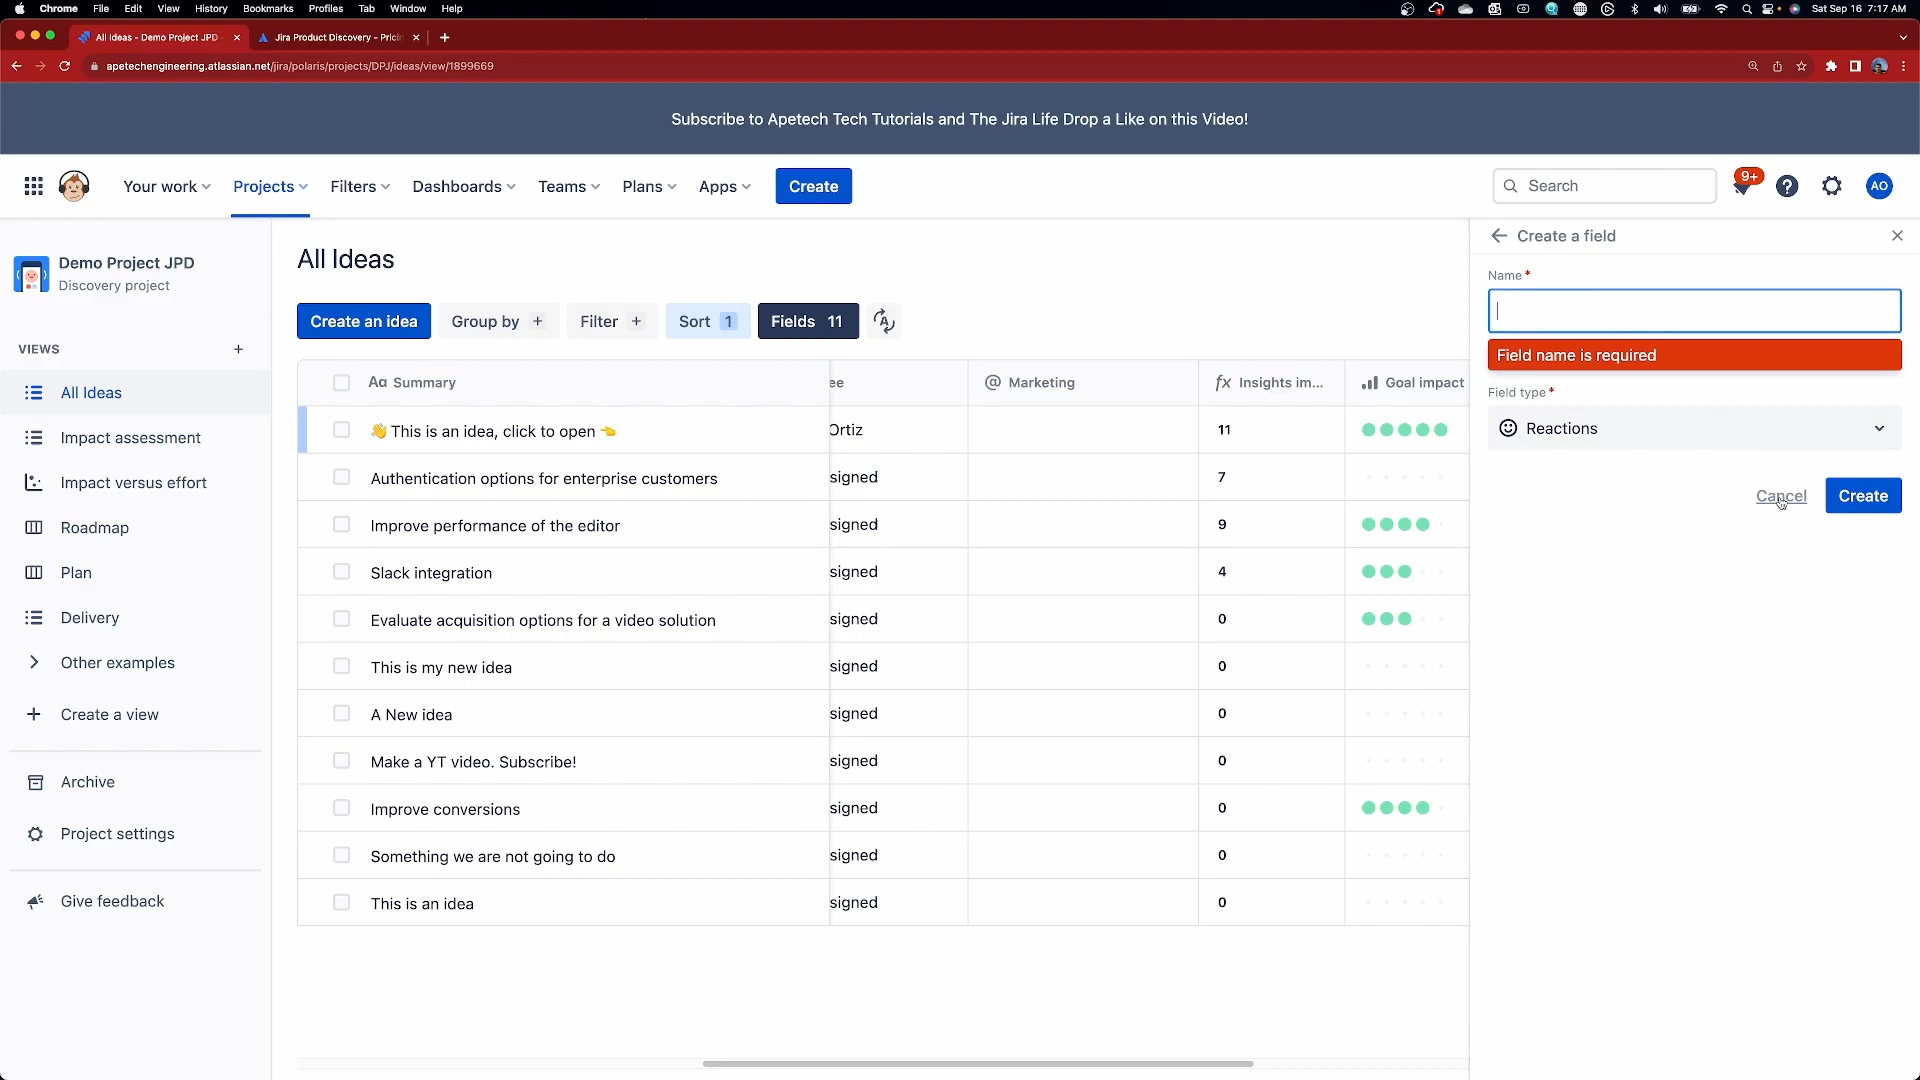 Chrome File Edit View History Bookmarks Profiles Tab Window Help Sat Sep 16 7:17 AM
All Ideas - Demo Project JPD
Jira Product Discovery - Pricin
apetechengineering.atlassian.net/jira/polaris/projects/DPJ/ideas/view/1899669
Subscribe to Apetech Tech Tutorials and The Jira Life Drop a Like on this Video!
Your work Projects Filters Dashboards Teams Plans Apps Create Search 9+ AO
Demo Project JPD
Discovery project
VIEWS
All Ideas
Impact assessment
Impact versus effort
Roadmap
Plan
Delivery
Other examples
Create a view
Archive
Project settings
Give feedback
All Ideas
Create an idea Group by + Filter + Sort 1 Fields 11
Aa Summary ee @ Marketing fx Insights im... Goal impact
👋 This is an idea, click to open 👈 Ortiz 11
Authentication options for enterprise customers signed 7
Improve performance of the editor signed 9
Slack integration signed 4
Evaluate acquisition options for a video solution signed 0
This is my new idea signed 0
A New idea signed 0
Make a YT video. Subscribe! signed 0
Improve conversions signed 0
Something we are not going to do signed 0
This is an idea signed 0
Create a field
Name*
Field name is required
Field type*
Reactions
Cancel Create